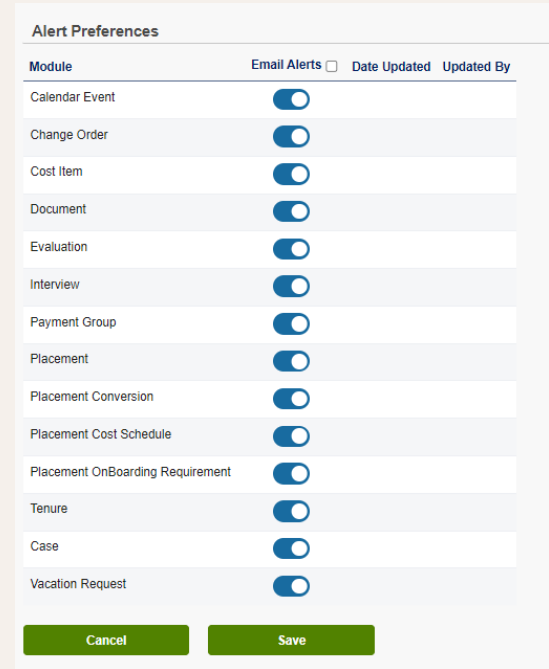 Alert Preferences
Module Email Alerts Date Updated Updated By
Calendar Event
Change Order
Cost Item
Document
Evaluation
Interview
Payment Group
Placement
Placement Conversion
Placement Cost Schedule
Placement OnBoarding Requirement
Tenure
Case
Vacation Request
Cancel Save